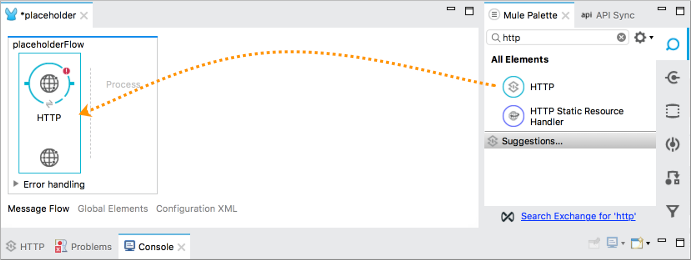 *placeholder
Mule Palette
api API Sync
http
placeholderFlow
All Elements
Process
HTTP
HTTP
HTTP Static Resource
Handler
Suggestions...
Error handling
Message Flow Global Elements Configuration XML
Search Exchange for 'http'
HTTP Problems Console